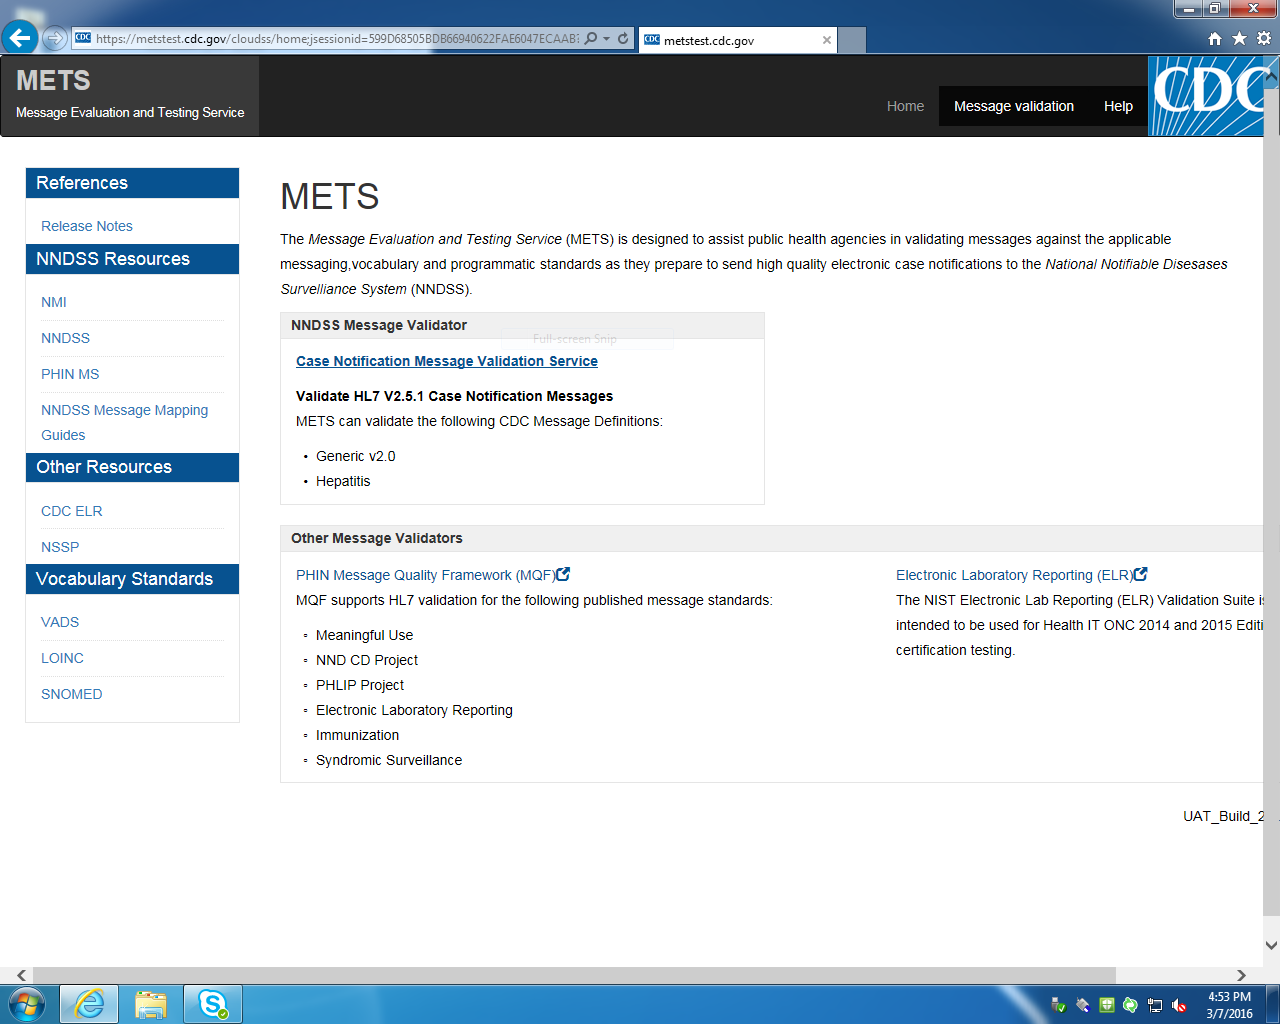 https://metstest.cdc.gov/clouds​s/home;jsessionid=599D68505BDB66940622FAE6047ECAAB
CDC metstest.cdc.gov
METS
Message Evaluation and Testing Service
Home
Message validation
Help
CDC
References
Release Notes
NNDSS Resources
NMI
NNDSS
PHIN MS
NNDSS Message Mapping
Guides
Other Resources
CDC ELR
NSSP
Vocabulary Standards
VADS
LOINC
SNOMED
METS
The Message Evaluation and Testing Service (METS) is designed to assist public health agencies in validating messages against the applicable
messaging,vocabulary and programmatic standards as they prepare to send high quality electronic case notifications to the National Notifiable Diseases
Survelliance System (NNDSS).
NNDSS Message Validator
Full-screen Snip
Case Notification Message Validation Service
Validate HL7 V2.5.1 Case Notification Messages
METS can validate the following CDC Message Definitions:
• Generic v2.0
• Hepatitis
Other Message Validators
PHIN Message Quality Framework (MQF)
MQF supports HL7 validation for the following published message standards:
▫ Meaningful Use
▫ NND CD Project
▫ PHLIP Project
▫ Electronic Laboratory Reporting
▫ Immunization
▫ Syndromic Surveillance
Electronic Laboratory Reporting (ELR)
The NIST Electronic Lab Reporting (ELR) Validation Suite is
intended to be used for Health IT ONC 2014 and 2015 Editi
certification testing.
UAT_Build_2
4:53 PM
3/7/2016